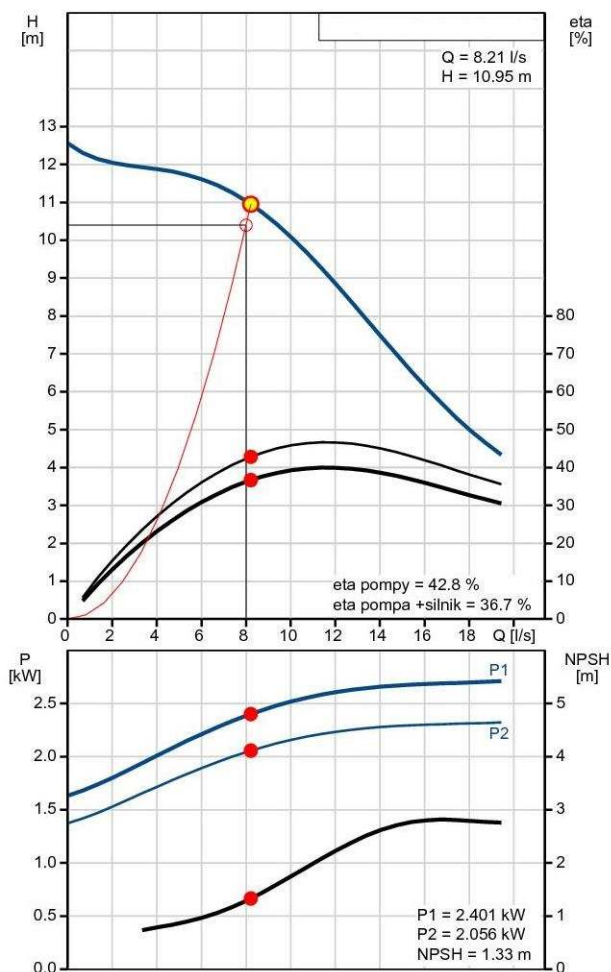 H
[m]
eta
[%]
Q = 8.21 l/s
H = 10.95 m
13
12
11
10
9
8
80
7
70
6
60
5
50
4
40
3
30
2
20
1
10
0
0
eta pompy = 42.8 %
eta pompa +silnik = 36.7 %
0 2 4 6 8 10 12 14 16 Q [l/s]
P
[kW]
NPSH
[m]
P1
2.5
5
P2
2.0
4
1.5
3
1.0
2
0.5
1
0.0
0
P1 = 2.401 kW
P2 = 2.056 kW
NPSH = 1.33 m